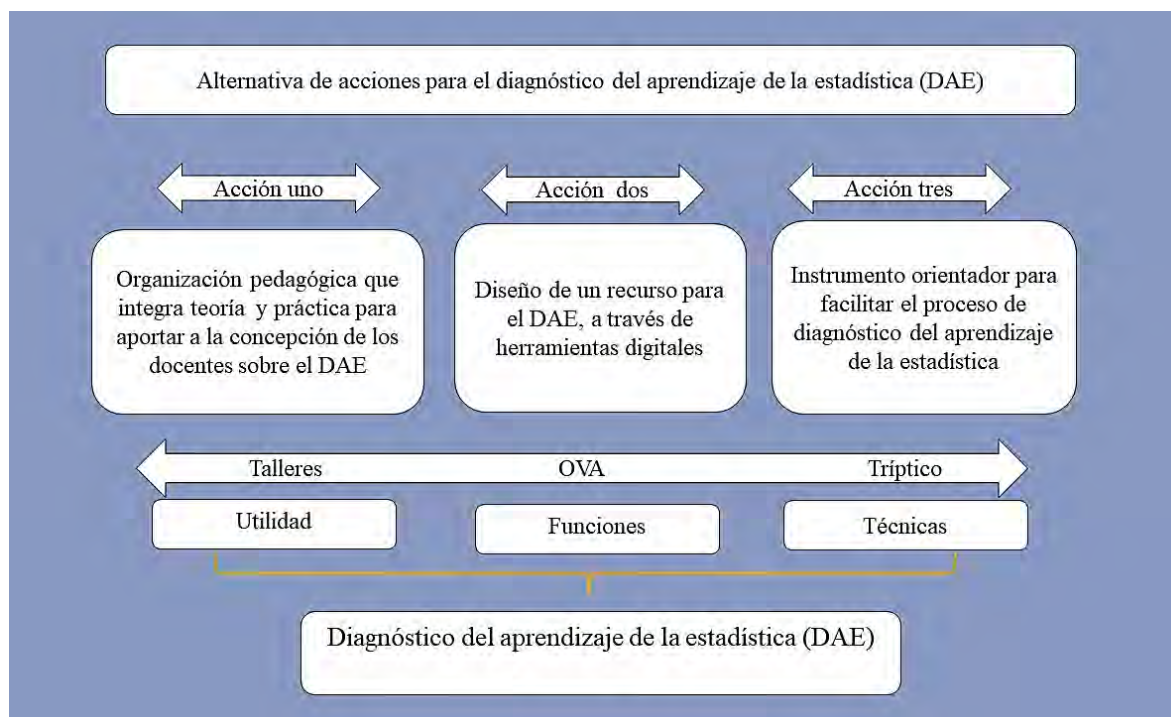 Alternativa de acciones para el diagnóstico del aprendizaje de la estadística (DAE)
Acción uno
Acción dos
Acción tres
Organización pedagógica que
integra teoría y práctica para
aportar a la concepción de los
docentes sobre el DAE
Diseño de un recurso para
el DAE, a través de
herramientas digitales
Instrumento orientador para
facilitar el proceso de
diagnóstico del aprendizaje
de la estadística
Talleres
OVA
Tríptico
Utilidad
Funciones
Técnicas
Diagnóstico del aprendizaje de la estadística (DAE)